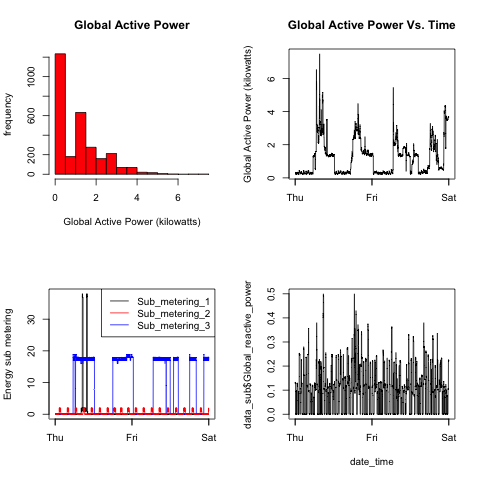 Global Active Power
frequency
0 200 600 1000
0 2 4 6
Global Active Power (kilowatts)
Global Active Power Vs. Time
Global Active Power (kilowatts)
0 2 4 6
Thu Fri Sat
Energy sub metering
0 10 20 30
Sub_metering_1
Sub_metering_2
Sub_metering_3
Thu Fri Sat
data_sub$Global_reactive_power
0.0 0.1 0.2 0.3 0.4 0.5
Thu Fri Sat
date_time